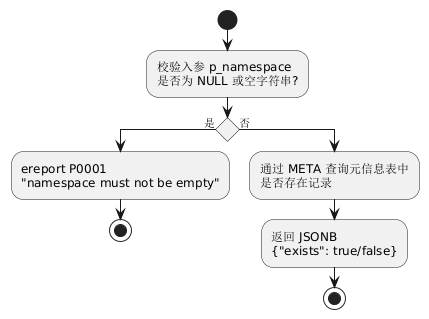 校验入参 p_namespace
是否为 NULL 或空字符串?
是
否
ereport P0001
"namespace must not be empty"
通过 META 查询元信息表中
是否存在记录
返回 JSONB
{"exists": true/false}